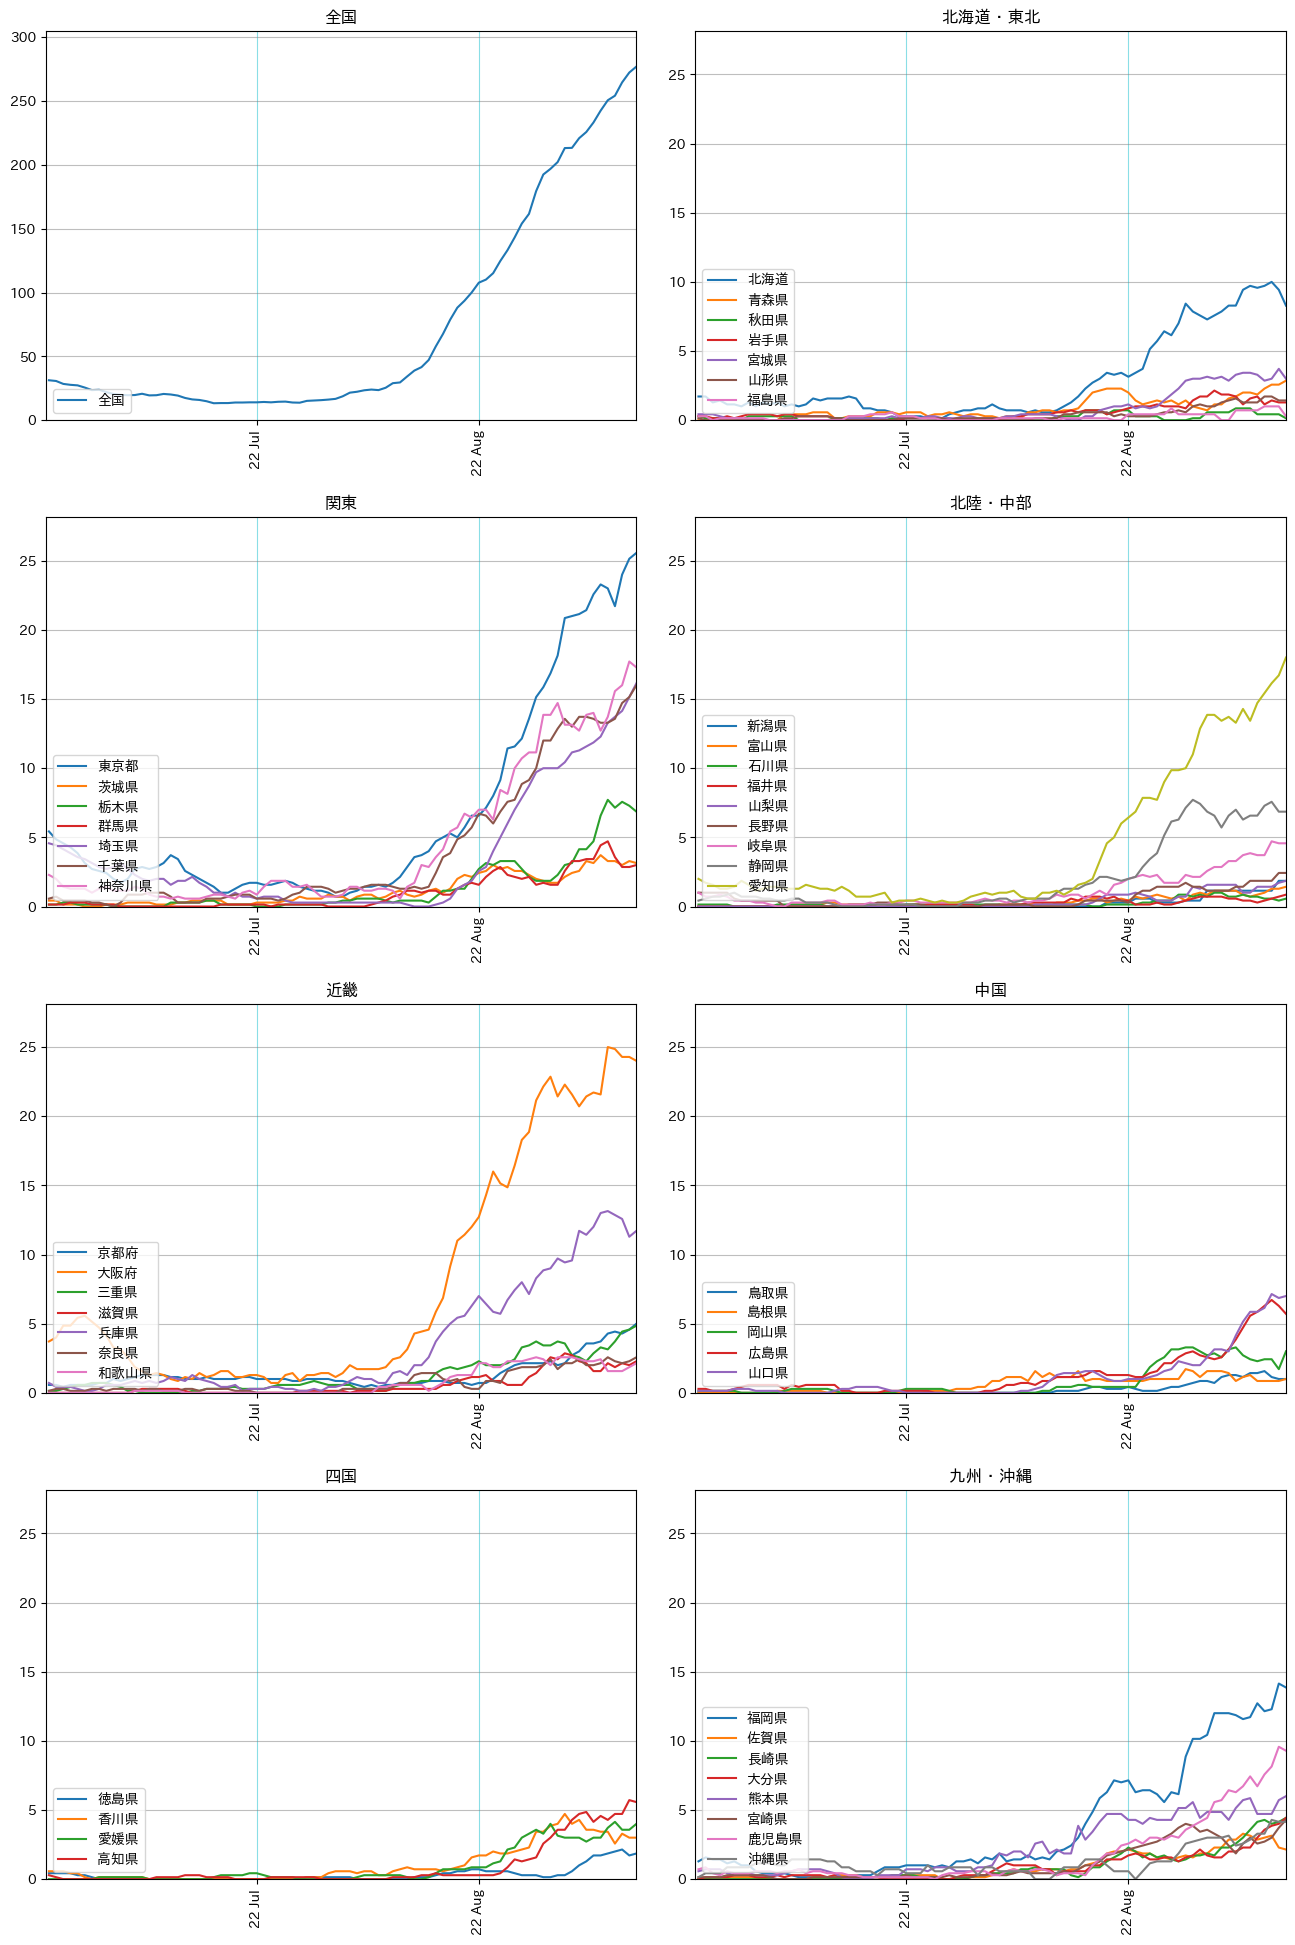 全国
300
250
200
150
100
50
0
全国
22 Jul
22 Aug
北海道・東北
25
20
15
10
5
0
北海道
青森県
秋田県
岩手県
宮城県
山形県
福島県
22 Jul
22 Aug
関東
25
20
15
10
5
0
東京都
茨城県
栃木県
群馬県
埼玉県
千葉県
神奈川県
22 Jul
22 Aug
北陸・中部
25
20
15
10
5
0
新潟県
富山県
石川県
福井県
山梨県
長野県
岐阜県
静岡県
愛知県
22 Jul
22 Aug
近畿
25
20
15
10
5
0
京都府
大阪府
三重県
滋賀県
兵庫県
奈良県
和歌山県
22 Jul
22 Aug
中国
25
20
15
10
5
0
鳥取県
島根県
岡山県
広島県
山口県
22 Jul
22 Aug
四国
25
20
15
10
5
0
徳島県
香川県
愛媛県
高知県
22 Jul
22 Aug
九州・沖縄
25
20
15
10
5
0
福岡県
佐賀県
長崎県
大分県
熊本県
宮崎県
鹿児島県
沖縄県
22 Jul
22 Aug